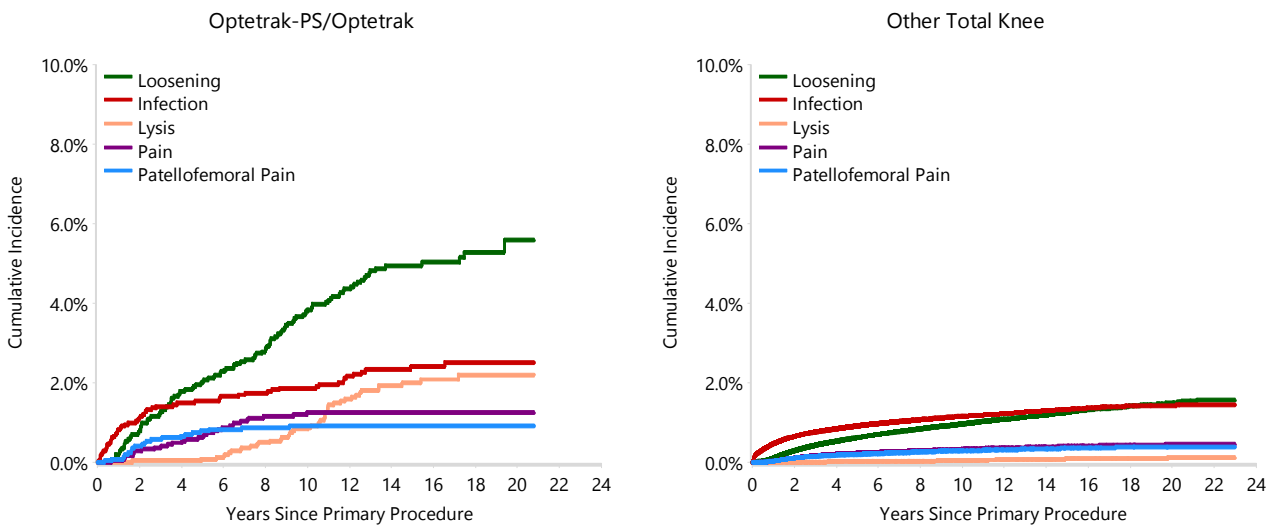 Optetrak-PS/Optetrak
Cumulative Incidence
10.0%
8.0%
6.0%
4.0%
2.0%
0.0%
Loosening
Infection
Lysis
Pain
Patellofemoral Pain
0 2 4 6 8 10 12 14 16 18 20 22 24
Years Since Primary Procedure
Other Total Knee
Cumulative Incidence
10.0%
8.0%
6.0%
4.0%
2.0%
0.0%
Loosening
Infection
Lysis
Pain
Patellofemoral Pain
0 2 4 6 8 10 12 14 16 18 20 22 24
Years Since Primary Procedure